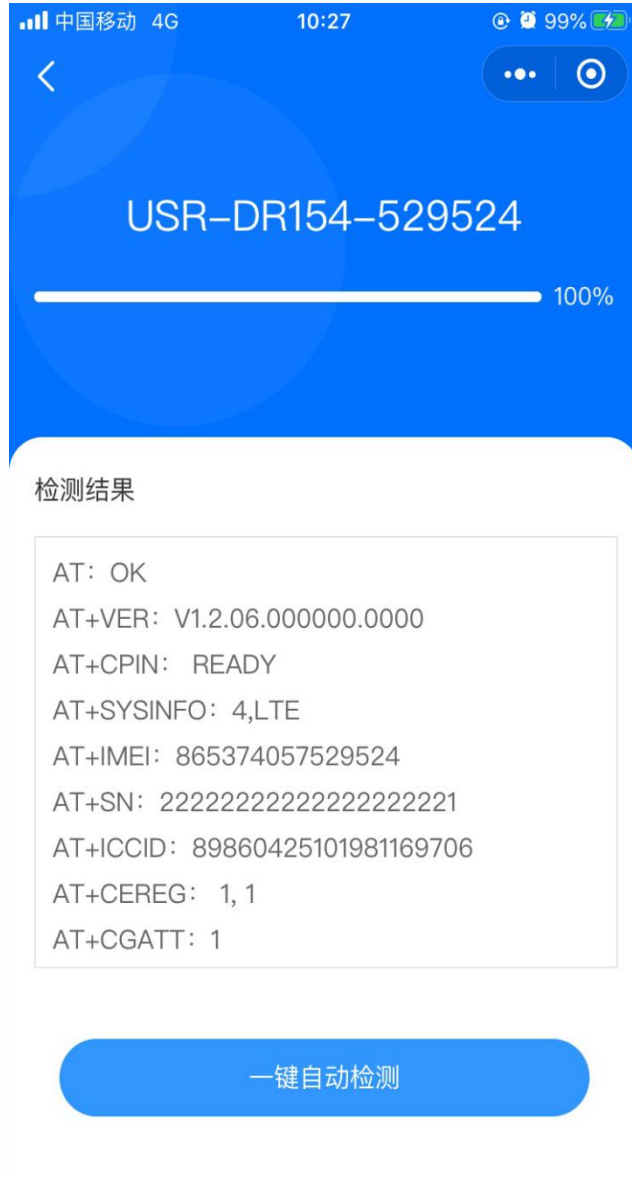 中国移动 4G 10:27 99%
USR-DR154-529524
100%
检测结果
AT：OK
AT+VER：V1.2.06.000000.0000
AT+CPIN： READY
AT+SYSINFO：4,LTE
AT+IMEI：865374057529524
AT+SN：22222222222222222221
AT+ICCID：89860425101981169706
AT+CEREG： 1, 1
AT+CGATT：1
一键自动检测